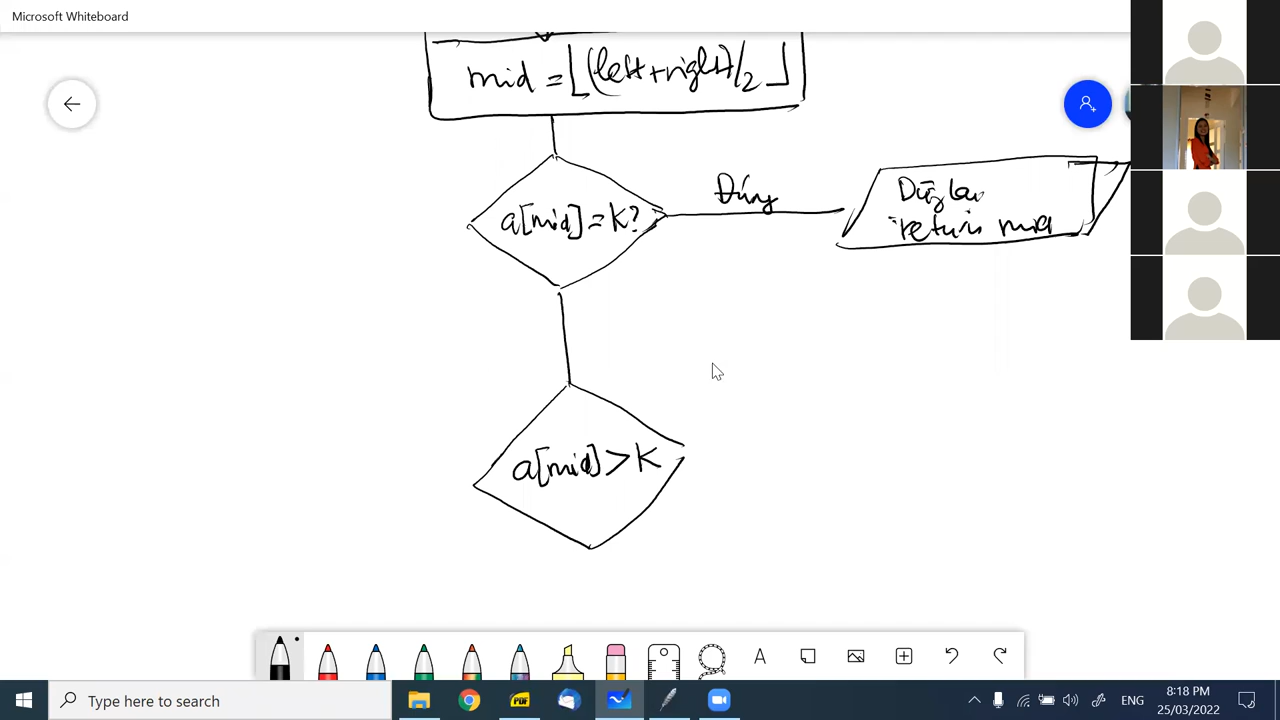 Microsoft Whiteboard
mid = ⌊(left+right)/2⌋
a[mid]=K?
Đúng
Dừng lại
return mid
a[mid]>K
A
Type here to search
PDF
ENG
8:18 PM
25/03/2022